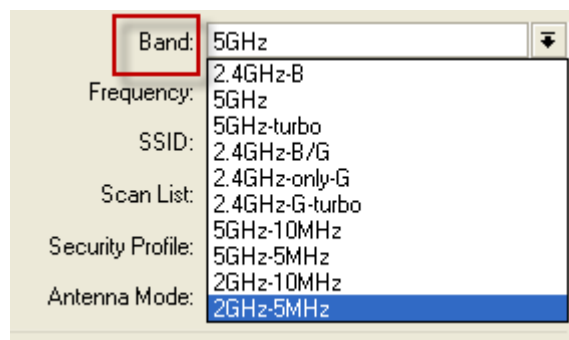 Band: 5GHz
2.4GHz-B
Frequency: 5GHz
5GHz-turbo
SSID: 2.4GHz-B/G
2.4GHz-only-G
Scan List: 2.4GHz-G-turbo
5GHz-10MHz
Security Profile: 5GHz-5MHz
2GHz-10MHz
Antenna Mode: 2GHz-5MHz